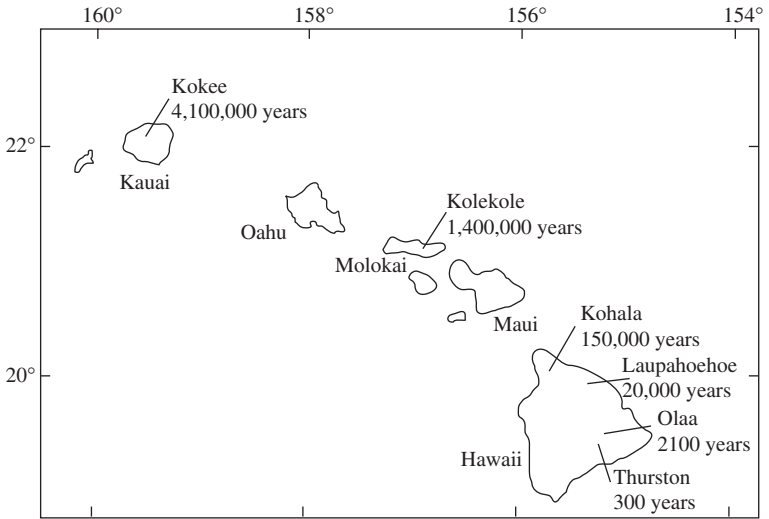 160°
158°
156°
154°
Kokee
4,100,000 years
22°
Kauai
Kolekole
1,400,000 years
Oahu
Molokai
Maui
Kohala
150,000 years
20°
Laupahoehoe
20,000 years
Olaa
2100 years
Hawaii
Thurston
300 years